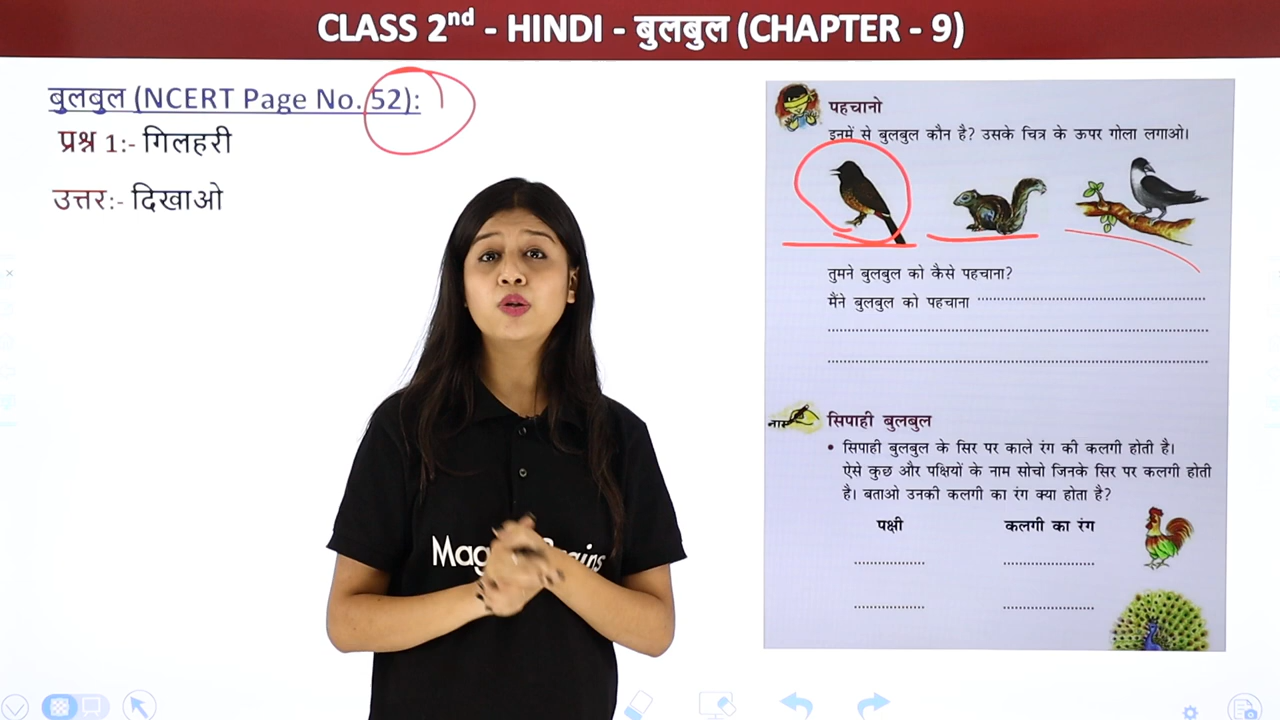 CLASS 2nd - HINDI - बुलबुल (CHAPTER - 9)
बुलबुल (NCERT Page No. 52):
प्रश्न 1:- गिलहरी
उत्तर:- दिखाओ
पहचानो
इनमें से बुलबुल कौन है? उसके चित्र के ऊपर गोला लगाओ।
तुमने बुलबुल को कैसे पहचाना?
मैंने बुलबुल को पहचाना
सिपाही बुलबुल
• सिपाही बुलबुल के सिर पर काले रंग की कलगी होती है।
ऐसे कुछ और पक्षियों के नाम सोचो जिनके सिर पर कलगी होती
है। बताओ उनकी कलगी का रंग क्या होता है?
पक्षी कलगी का रंग